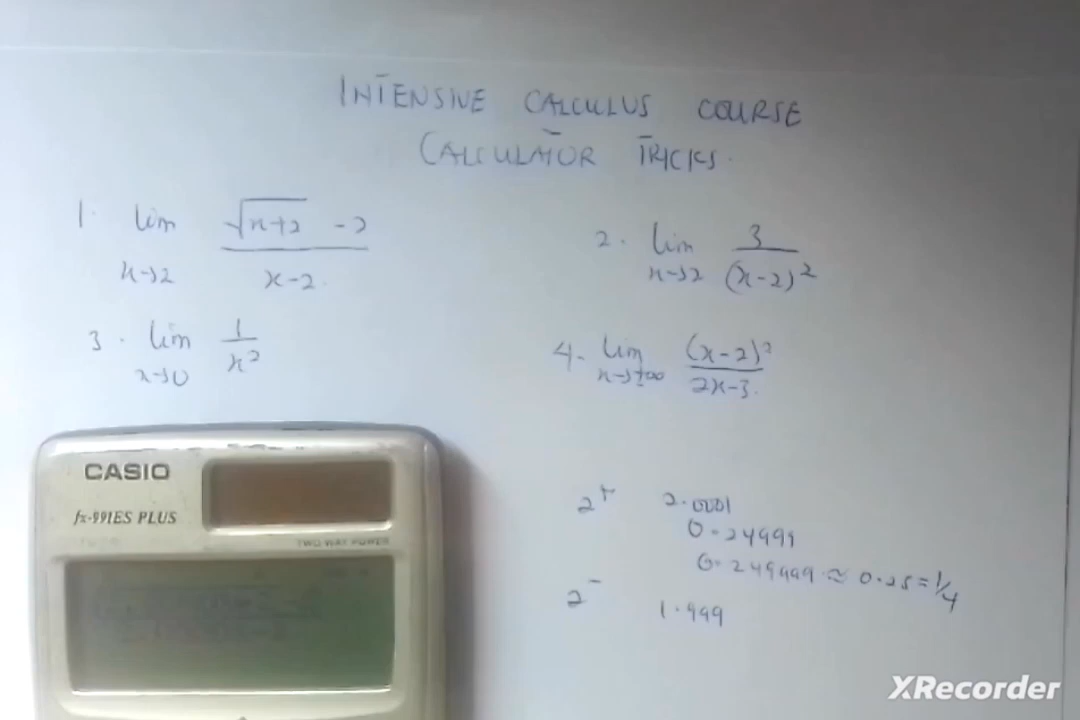 INTENSIVE CALCULUS COURSE
CALCULATOR TRICKS.
1. lim √x+2 - 2
x→2 x-2.
2. lim 3
x→2 (x-2)²
3. lim 1
x→0 x²
4. lim (x-2)²
x→+∞ 2x-3.
CASIO
fx-991ES PLUS
TWO WAY POWER
2⁺ 2.0001
0.24999
0.249999 ≈ 0.25 = 1/4
2⁻ 1.999
XRecorder